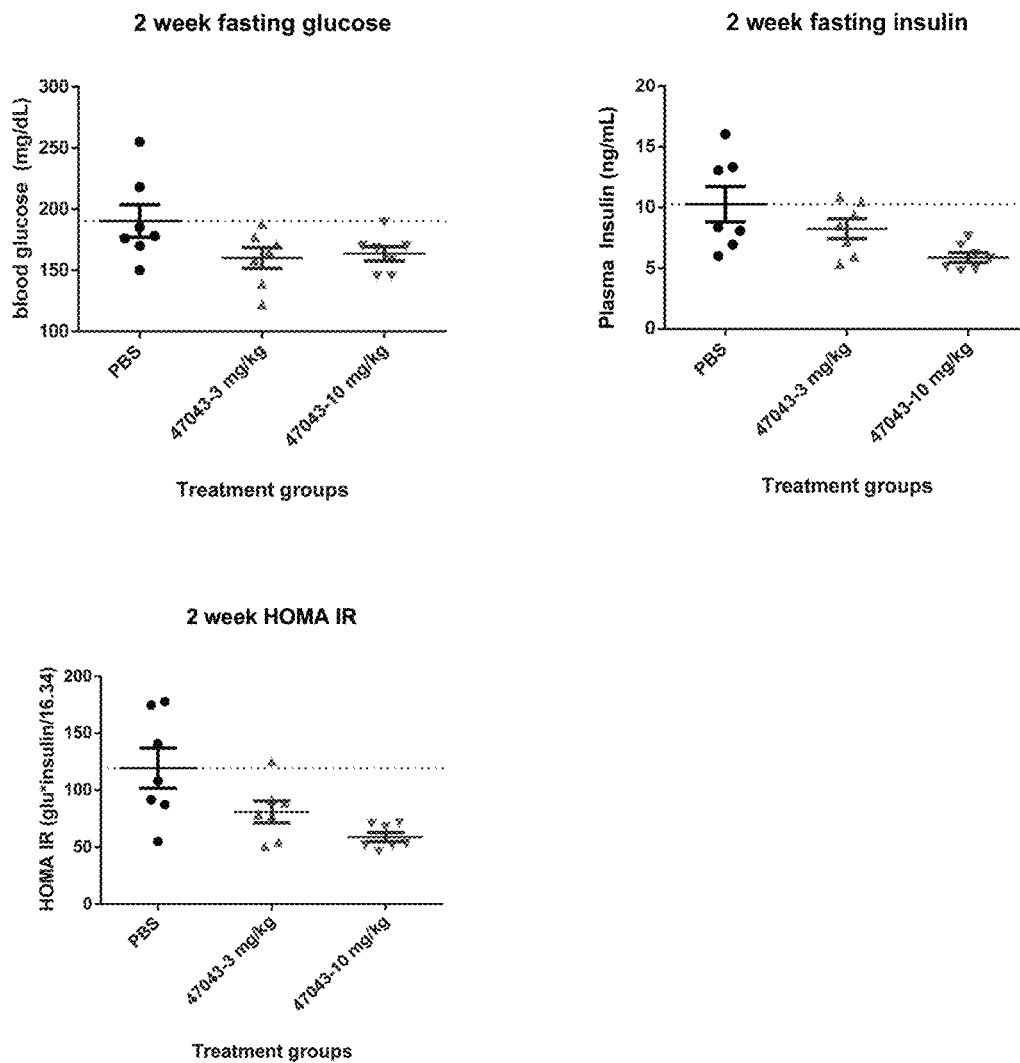 2 week fasting glucose
blood glucose (mg/dL)
300
250
200
150
100
PBS
47043-3 mg/kg
47043-10 mg/kg
Treatment groups
2 week fasting insulin
Plasma Insulin (ng/mL)
20
15
10
5
0
PBS
47043-3 mg/kg
47043-10 mg/kg
Treatment groups
2 week HOMA IR
HOMA IR (glu*insulin/16.34)
200
150
100
50
0
PBS
47043-3 mg/kg
47043-10 mg/kg
Treatment groups